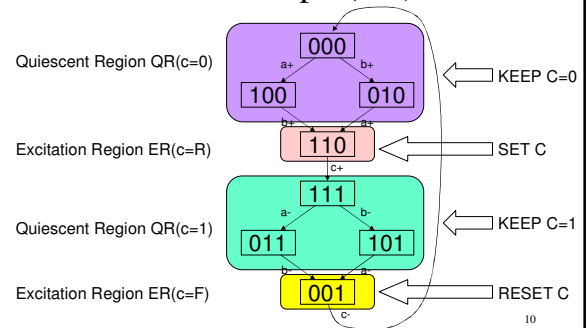 000
a+ b+
Quiescent Region QR(c=0)
100 010
KEEP C=0
b+ a+
Excitation Region ER(c=R)
110
SET C
c+
111
a- b-
Quiescent Region QR(c=1)
011 101
KEEP C=1
b- a-
Excitation Region ER(c=F)
001
RESET C
c-
10